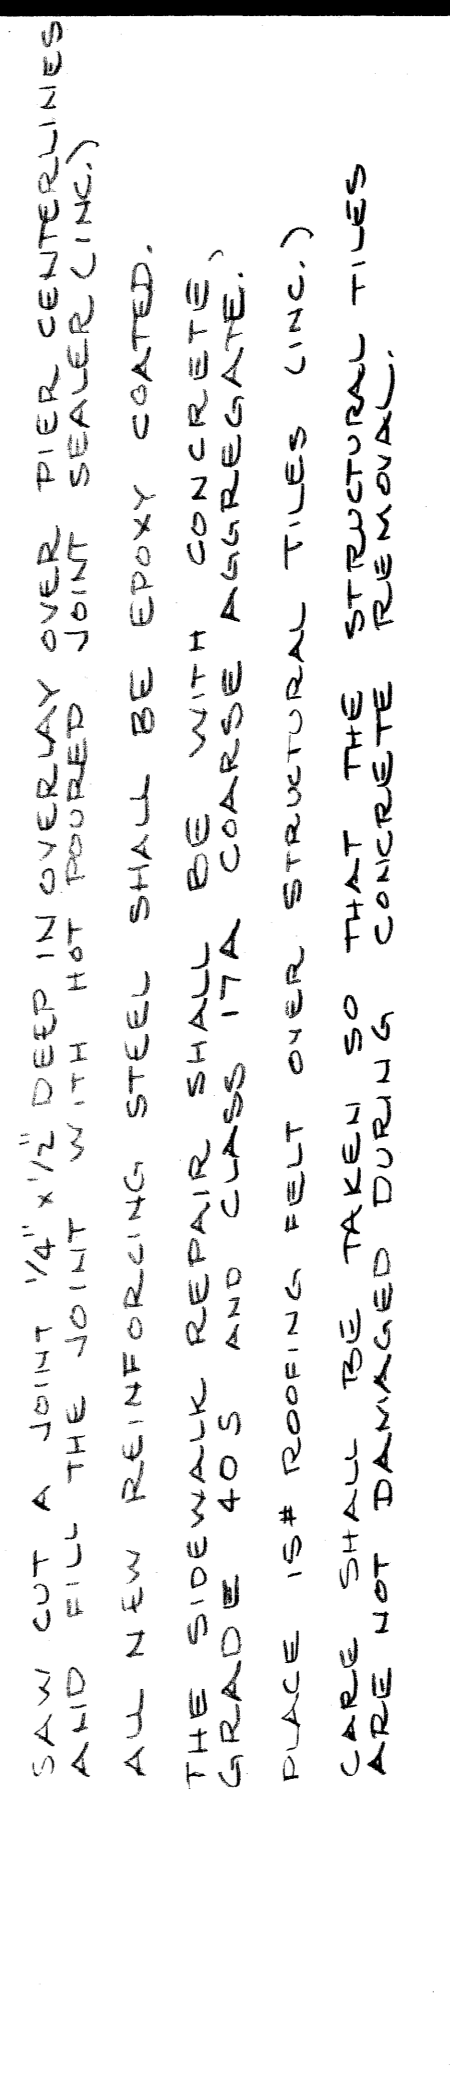 SAW CUT A JOINT 1/4" x 1/2" DEEP IN OVERLAY OVER PIER CENTERLINES
AND FILL THE JOINT WITH HOT POURED JOINT SEALER (INC.)
ALL NEW REINFORCING STEEL SHALL BE EPOXY COATED.
THE SIDEWALK REPAIR SHALL BE WITH CONCRETE,
GRADE 40S AND CLASS 17A COARSE AGGREGATE.
PLACE 15# ROOFING FELT OVER STRUCTURAL TILES (INC.)
CARE SHALL BE TAKEN SO THAT THE STRUCTURAL TILES
ARE NOT DAMAGED DURING CONCRETE REMOVAL.